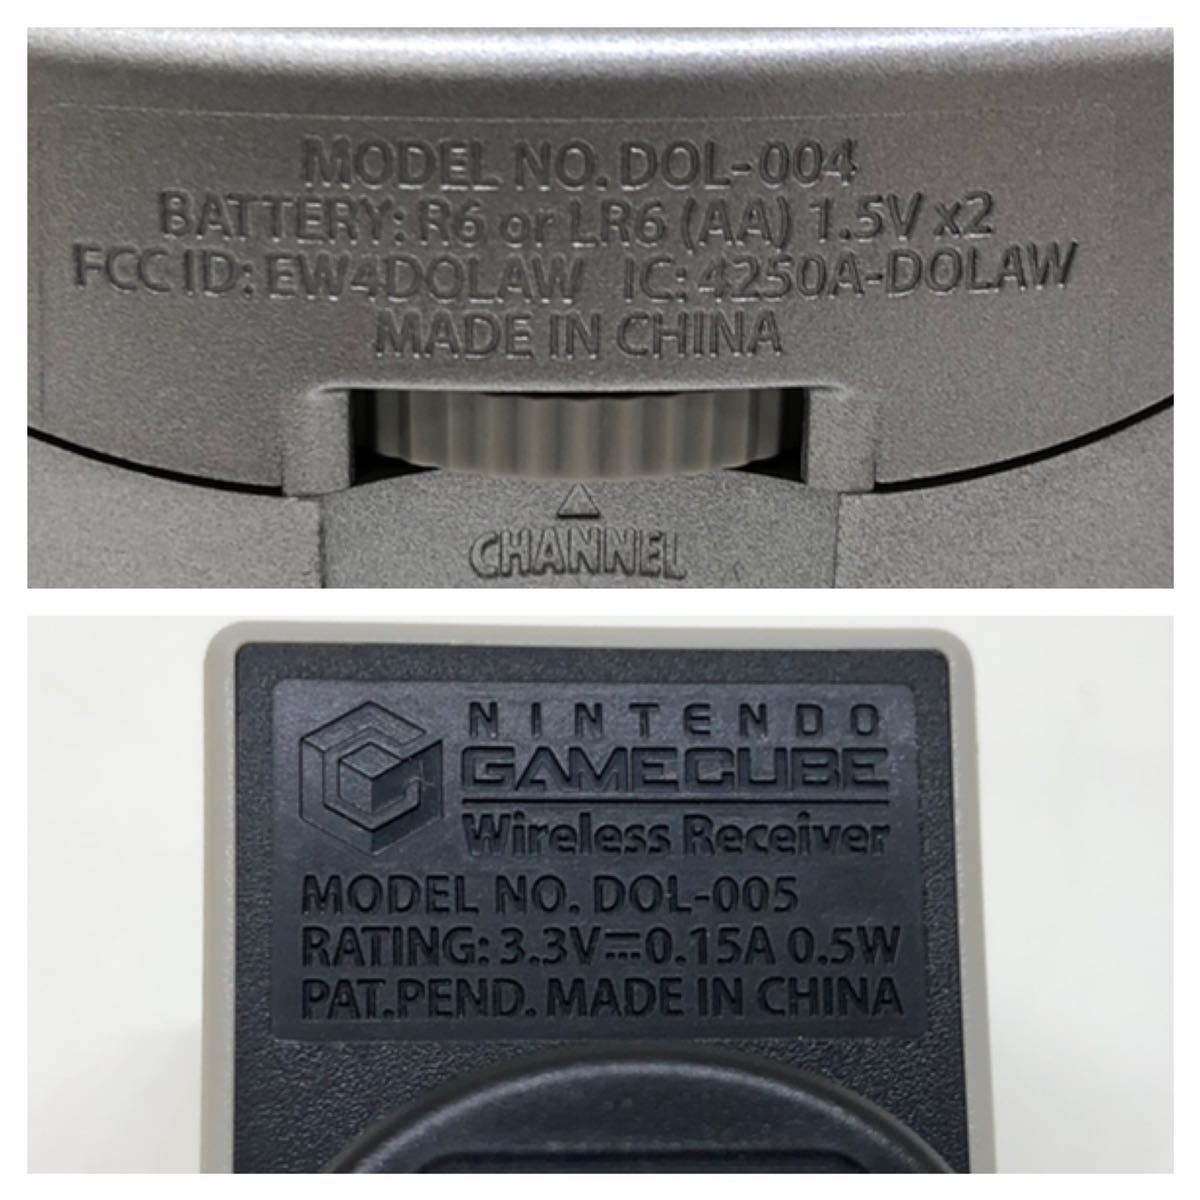 MODEL NO. DOL-004
BATTERY: R6 or LR6 (AA) 1.5V x2
FCC ID: EW4DOLAW IC: 4250A-DOLAW
MADE IN CHINA
CHANNEL
NINTENDO
GAMECUBE
Wireless Receiver
MODEL NO. DOL-005
RATING: 3.3V⎓0.15A 0.5W
PAT.PEND. MADE IN CHINA